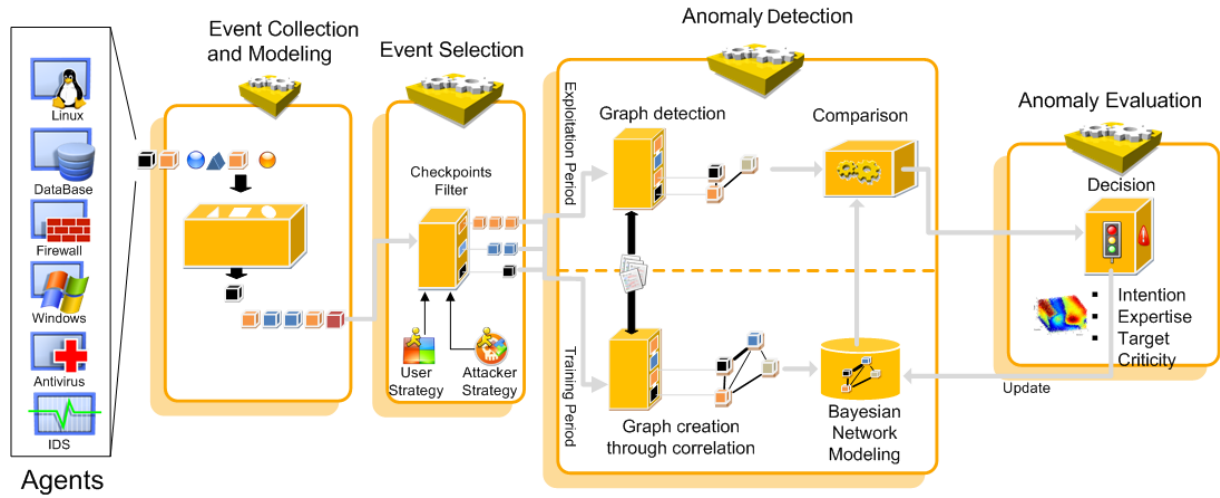 Linux
DataBase
Firewall
Windows
Antivirus
IDS
Agents
Event Collection
and Modeling
Event Selection
Checkpoints
Filter
User
Strategy
Attacker
Strategy
Anomaly Detection
Exploitation Period
Graph detection
Comparison
Training Period
Graph creation
through correlation
Bayesian
Network
Modeling
Anomaly Evaluation
Decision
▪ Intention
▪ Expertise
▪ Target
Criticity
Update